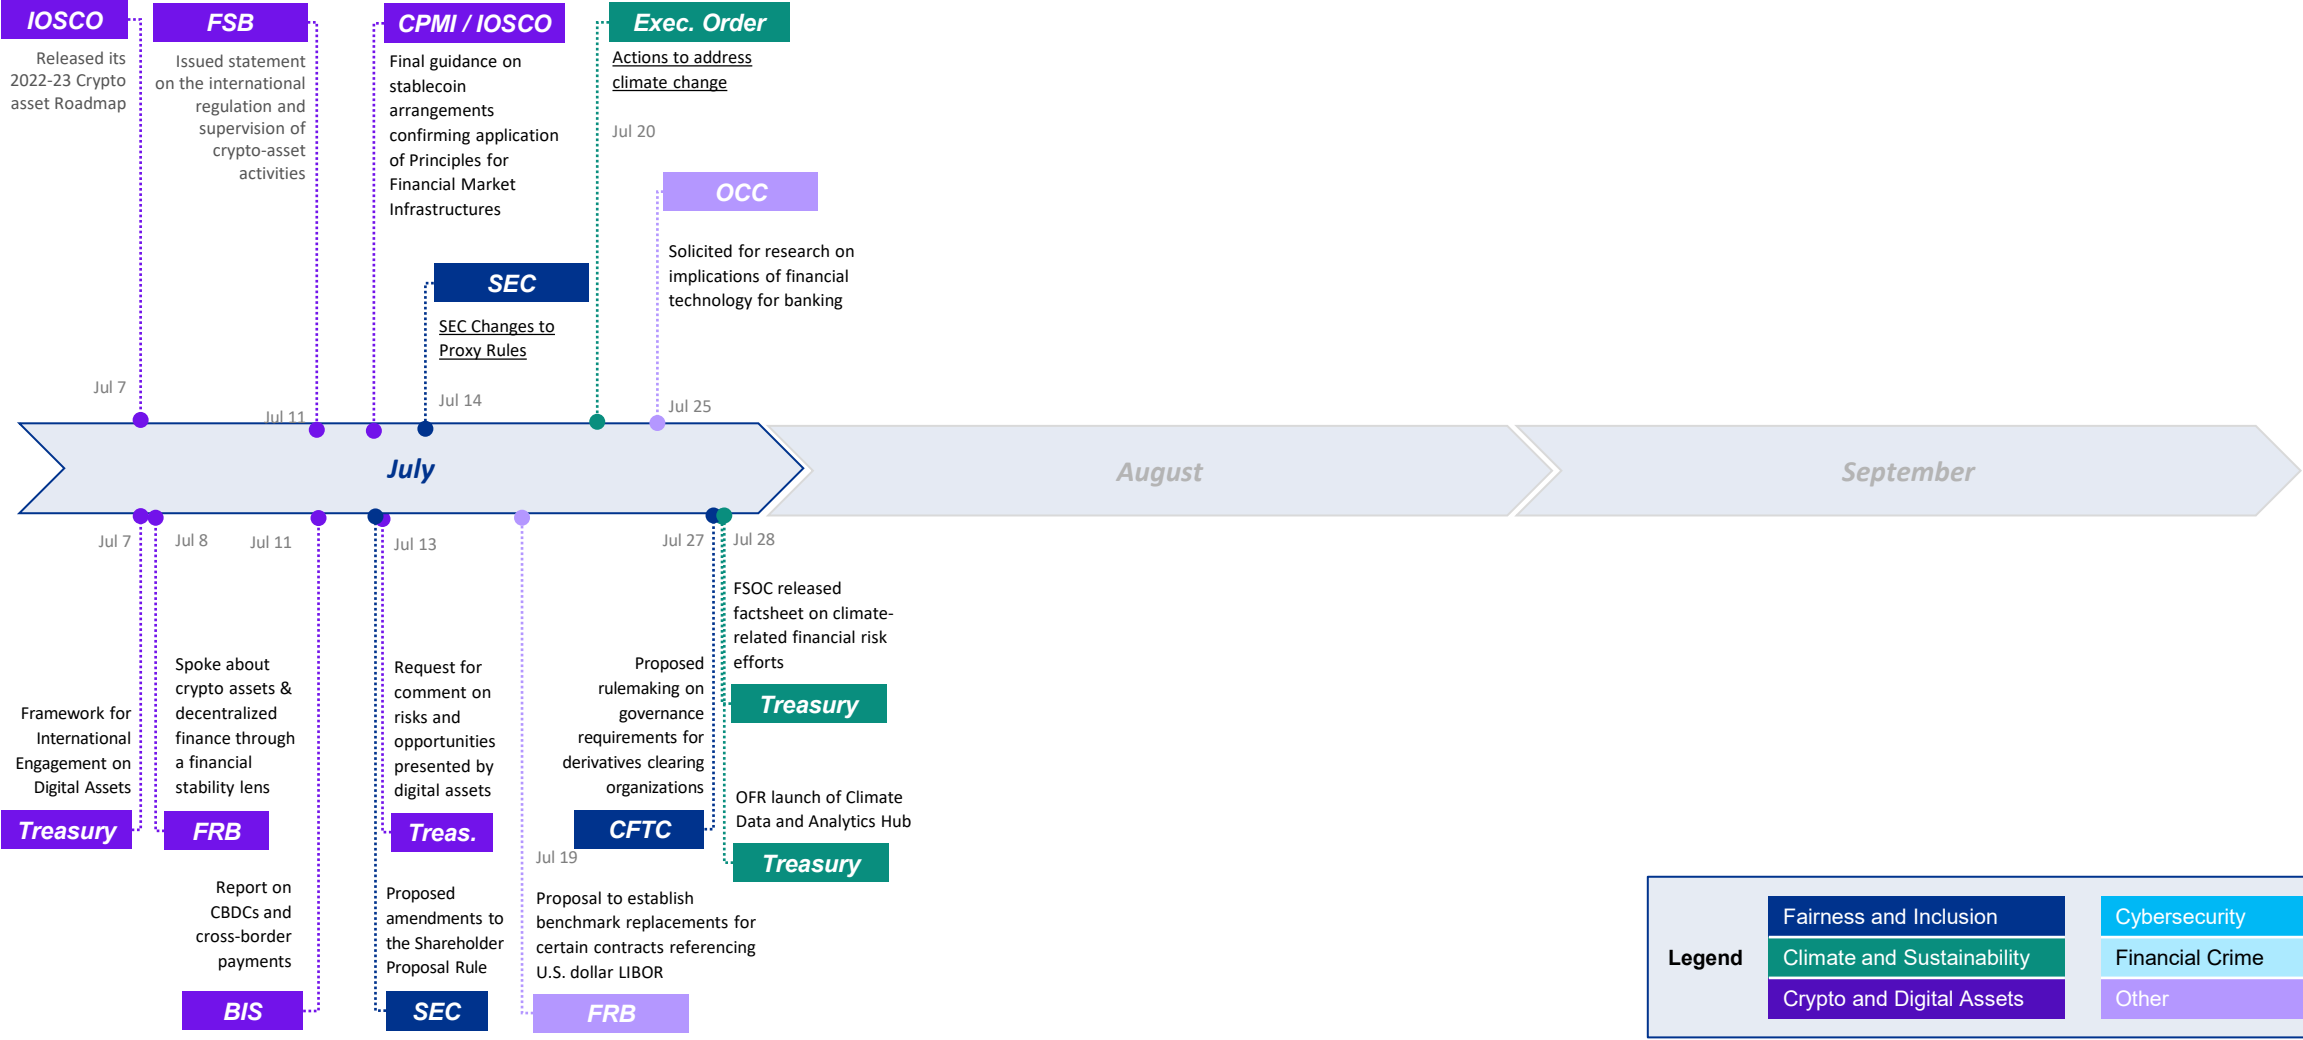 IOSCO
Released its
2022-23 Crypto
asset Roadmap
Jul 7
FSB
Issued statement
on the international
regulation and
supervision of
crypto-asset
activities
Jul 11
CPMI / IOSCO
Final guidance on
stablecoin
arrangements
confirming application
of Principles for
Financial Market
Infrastructures
SEC
SEC Changes to
Proxy Rules
Jul 14
Exec. Order
Actions to address
climate change
Jul 20
OCC
Solicited for research on
implications of financial
technology for banking
Jul 25
July
August
September
Jul 7
Framework for
International
Engagement on
Digital Assets
Treasury
Jul 8
Spoke about
crypto assets &
decentralized
finance through
a financial
stability lens
FRB
Jul 11
Report on
CBDCs and
cross-border
payments
BIS
Jul 13
Request for
comment on
risks and
opportunities
presented by
digital assets
Treas.
Proposed
amendments to
the Shareholder
Proposal Rule
SEC
Jul 19
Proposal to establish
benchmark replacements for
certain contracts referencing
U.S. dollar LIBOR
FRB
Jul 27
Proposed
rulemaking on
governance
requirements for
derivatives clearing
organizations
CFTC
Jul 28
FSOC released
factsheet on climate-
related financial risk
efforts
Treasury
OFR launch of Climate
Data and Analytics Hub
Treasury
Legend
Fairness and Inclusion
Climate and Sustainability
Crypto and Digital Assets
Cybersecurity
Financial Crime
Other